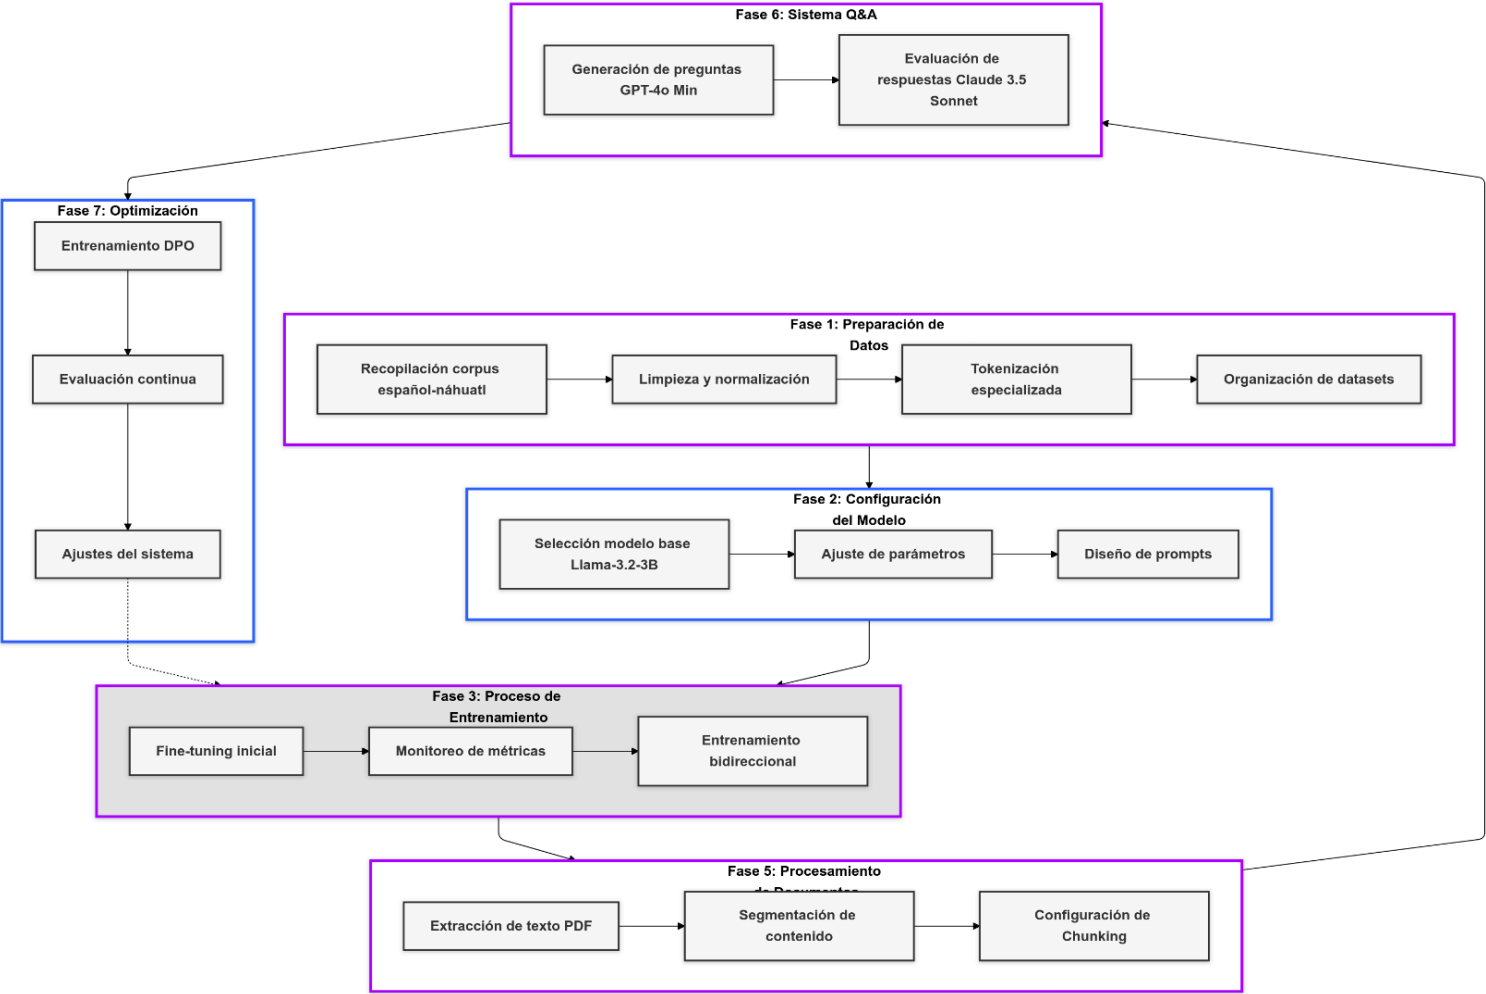 Fase 6: Sistema Q&A
Generación de preguntas
GPT-4o Min
Evaluación de
respuestas Claude 3.5
Sonnet
Fase 7: Optimización
Entrenamiento DPO
Evaluación continua
Ajustes del sistema
Fase 1: Preparación de
Datos
Recopilación corpus
español-náhuatl
Limpieza y normalización
Tokenización
especializada
Organización de datasets
Fase 2: Configuración
del Modelo
Selección modelo base
Llama-3.2-3B
Ajuste de parámetros
Diseño de prompts
Fase 3: Proceso de
Entrenamiento
Fine-tuning inicial
Monitoreo de métricas
Entrenamiento
bidireccional
Fase 5: Procesamiento
de Documentos
Extracción de texto PDF
Segmentación de
contenido
Configuración de
Chunking